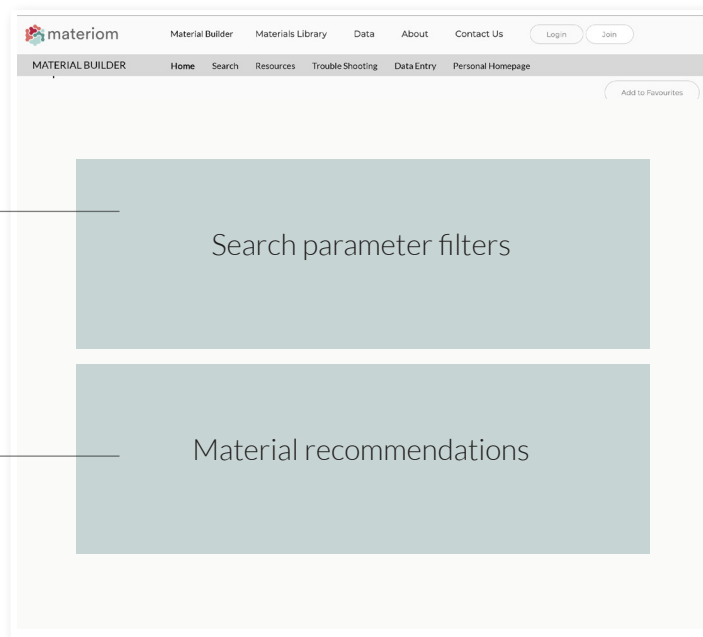 materiom
Material Builder Materials Library Data About Contact Us Login Join
MATERIAL BUILDER Home Search Resources Trouble Shooting Data Entry Personal Homepage
Add to Favourites
Search parameter filters
Material recommendations